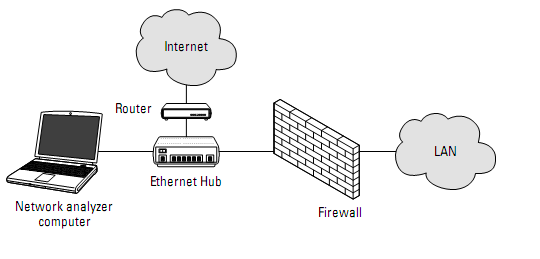 Internet
Router
Ethernet Hub
LAN
Network analyzer
computer
Firewall